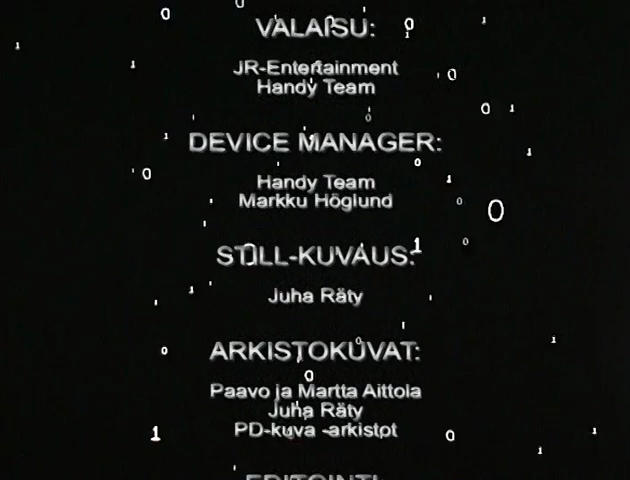 VALAISU:
JR-Entertainment
Handy Team
DEVICE MANAGER:
Handy Team
Markku Höglund
STILL-KUVAUS:
Juha Räty
ARKISTOKUVAT:
Paavo ja Martta Aittola
Juha Räty
PD-kuva -arkistot
EDITOINTI: